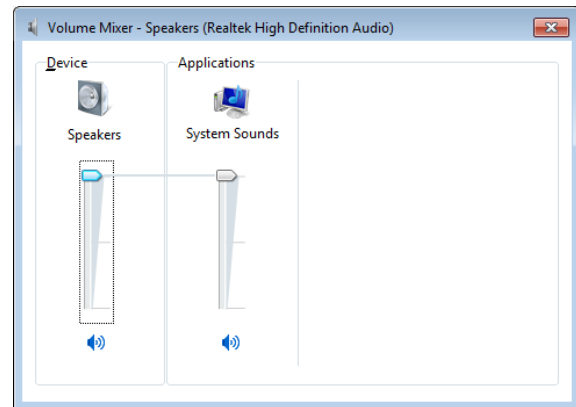 Volume Mixer - Speakers (Realtek High Definition Audio)
Device
Applications
Speakers
System Sounds